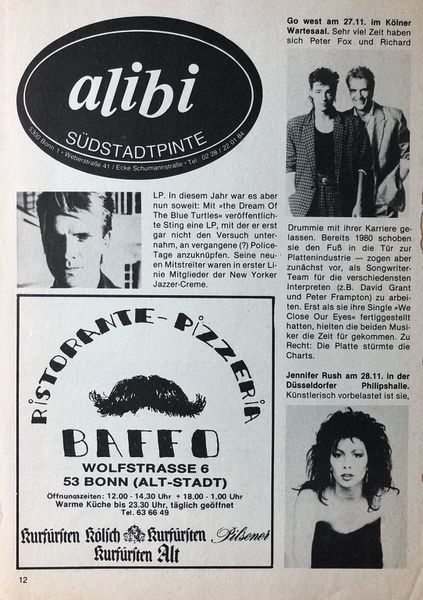 alibi
SÜDSTADTPINTE
5300 Bonn 1 • Weberstraße 41 / Ecke Schumannstraße • Tel. 02 28 / 22 01 64
LP. In diesem Jahr war es aber
nun soweit: Mit »the Dream Of
The Blue Turtles« veröffentlich-
te Sting eine LP, mit der er erst
gar nicht den Versuch unter-
nahm, an vergangene (?) Police-
Tage anzuknüpfen. Seine neu-
en Mitstreiter waren in erster Li-
nie Mitglieder der New Yorker
Jazzer-Creme.
RISTORANTE-PIZZERIA
BAFFO
WOLFSTRASSE 6
53 BONN (ALT-STADT)
Öffnungszeiten: 12.00 - 14.30 Uhr + 18.00 - 1.00 Uhr
Warme Küche bis 23.30 Uhr, täglich geöffnet
Tel. 63 66 49
Kurfürsten Kölsch Kurfürsten Pilsener
Kurfürsten Alt
12
Go west am 27.11. im Kölner
Wartesaal. Sehr viel Zeit haben
sich Peter Fox und Richard
Drummie mit ihrer Karriere ge-
lassen. Bereits 1980 schoben
sie den Fuß in die Tür zur
Plattenindustrie — zogen aber
zunächst vor, als Songwriter-
Team für die verschiedensten
Interpreten (z.B. David Grant
und Peter Frampton) zu arbei-
ten. Erst als sie ihre Single »We
Close Our Eyes« fertiggestellt
hatten, hielten die beiden Musi-
ker die Zeit für gekommen. Zu
Recht: Die Platte stürmte die
Charts.
Jennifer Rush am 28.11. in der
Düsseldorfer Philipshalle.
Künstlerisch vorbelastet ist sie,